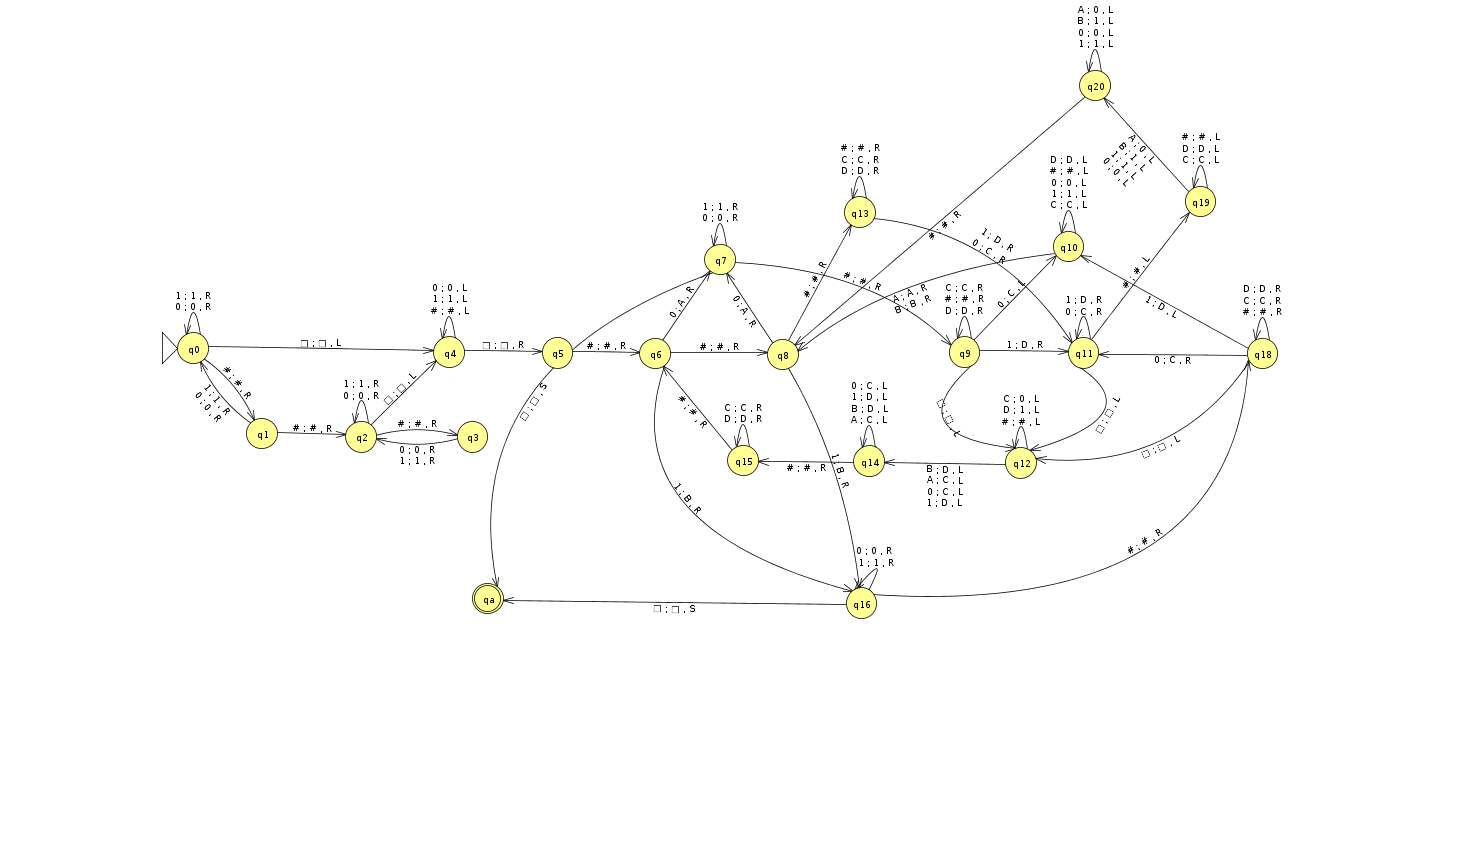 A ; 0 , L
B ; 1 , L
0 ; 0 , L
1 ; 1 , L
q20
# ; # , L
D ; D , L
C ; C , L
A ; 0 , L
B ; 1 , L
1 ; 1 , L
0 ; 0 , L
q19
# ; # , R
C ; C , R
D ; D , R
q13
D ; D , L
# ; # , L
0 ; 0 , L
1 ; 1 , L
C ; C , L
q10
1 ; 1 , R
0 ; 0 , R
q7
# ; # , R
1 ; D , R
0 ; C , R
# ; # , R
# ; # , R
# ; # , L
A ; A , R
B ; B , R
0 ; C , L
1 ; D , L
1 ; 1 , R
0 ; 0 , R
q0
0 ; 0 , L
1 ; 1 , L
# ; # , L
q4
□ ; □ , L
□ ; □ , R
q5
# ; # , R
0 ; A , R
q6
# ; # , R
0 ; A , R
q8
C ; C , R
# ; # , R
D ; D , R
q9
1 ; D , R
1 ; D , R
0 ; C , R
q11
0 ; C , R
D ; D , R
C ; C , R
# ; # , R
q18
# ; # , R
1 ; 1 , R
0 ; 0 , R
q1
# ; # , R
1 ; 1 , R
0 ; 0 , R
q2
□ ; □ , L
# ; # , R
0 ; 0 , R
1 ; 1 , R
q3
□ ; □ , S
# ; # , R
C ; C , R
D ; D , R
q15
# ; # , R
0 ; C , L
1 ; D , L
B ; D , L
A ; C , L
q14
B ; D , L
A ; C , L
0 ; C , L
1 ; D , L
□ ; □ , L
C ; 0 , L
D ; 1 , L
# ; # , L
q12
□ ; □ , L
□ ; □ , L
1 ; B , R
1 ; B , R
0 ; 0 , R
1 ; 1 , R
q16
# ; # , R
□ ; □ , S
qa